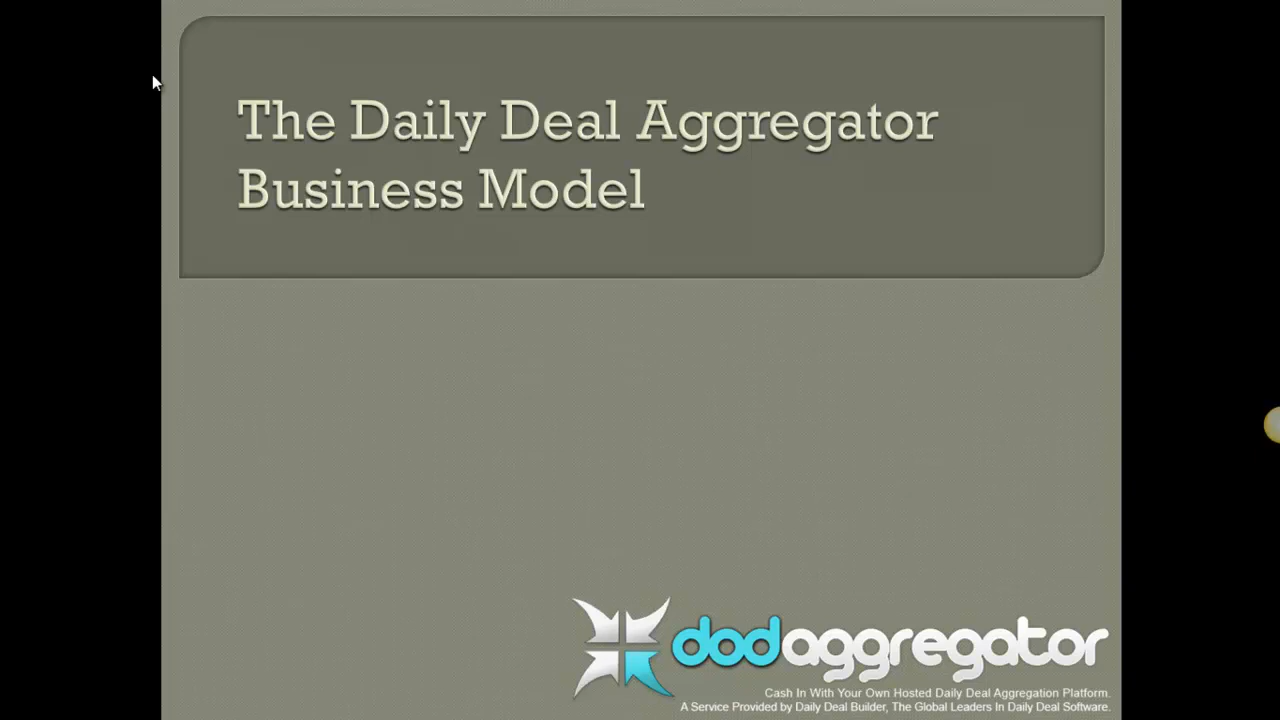 The Daily Deal Aggregator
Business Model
dodaggregator
Cash In With Your Own Hosted Daily Deal Aggregation Platform.
A Service Provided by Daily Deal Builder, The Global Leaders In Daily Deal Software.